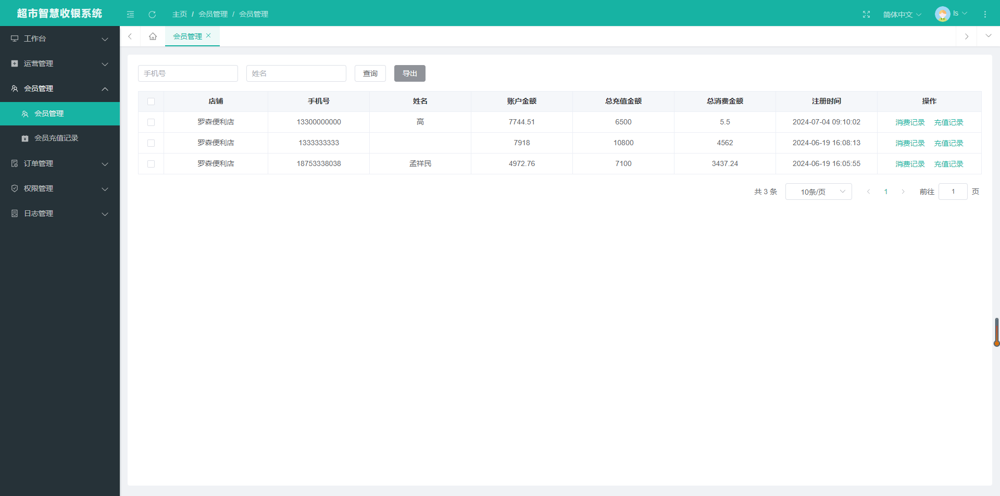 超市智慧收银系统
主页 / 会员管理 / 会员管理
简体中文
ls
工作台
运营管理
会员管理
会员管理
会员充值记录
订单管理
权限管理
日志管理
会员管理
手机号 姓名 查询 导出
店铺 手机号 姓名 账户金额 总充值金额 总消费金额 注册时间 操作
罗森便利店 13300000000 高 7744.51 6500 5.5 2024-07-04 09:10:02 消费记录 充值记录
罗森便利店 1333333333 7918 10800 4562 2024-06-19 16:08:13 消费记录 充值记录
罗森便利店 18753338038 孟祥民 4972.76 7100 3437.24 2024-06-19 16:05:55 消费记录 充值记录
共 3 条 10条/页 1 前往 1 页